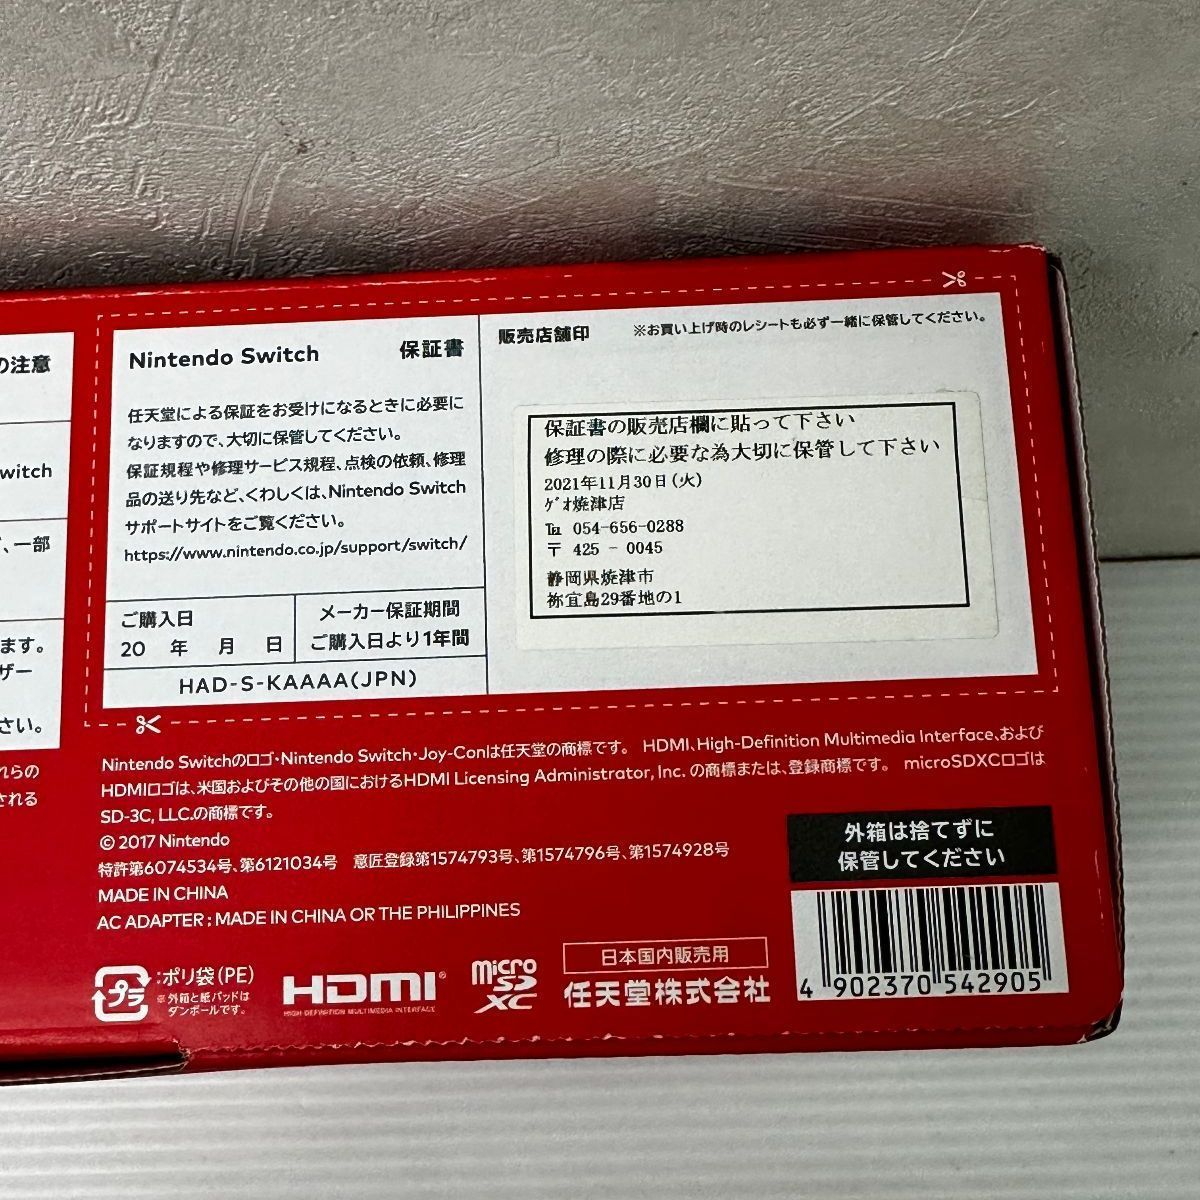 の注意
witch
、一部
ます。
ザー
さい。
れらの
される
Nintendo Switch 保証書
任天堂による保証をお受けになるときに必要に
なりますので、大切に保管してください。
保証規程や修理サービス規程、点検の依頼、修理
品の送り先など、くわしくは、Nintendo Switch
サポートサイトをご覧ください。
https://www.nintendo.co.jp/support/switch/
ご購入日
20 年 月 日
メーカー保証期間
ご購入日より1年間
HAD-S-KAAAA(JPN)
販売店舗印 ※お買い上げ時のレシートも必ず一緒に保管してください。
保証書の販売店欄に貼って下さい
修理の際に必要な為大切に保管して下さい
2021年11月30日(火)
ｹﾞｵ焼津店
℡ 054-656-0288
〒 425 - 0045
静岡県焼津市
祢宜島29番地の1
Nintendo Switchのロゴ・Nintendo Switch・Joy-Conは任天堂の商標です。 HDMI、High-Definition Multimedia Interface、および
HDMIロゴは、米国およびその他の国におけるHDMI Licensing Administrator, Inc. の商標または、登録商標です。 microSDXCロゴは
SD-3C, LLC.の商標です。
© 2017 Nintendo
特許第6074534号、第6121034号 意匠登録第1574793号、第1574796号、第1574928号
MADE IN CHINA
AC ADAPTER : MADE IN CHINA OR THE PHILIPPINES
外箱は捨てずに
保管してください
プラ
:ポリ袋(PE)
※外箱と紙パッドは
ダンボールです。
HDMI®
HIGH-DEFINITION MULTIMEDIA INTERFACE
micro
SD
XC
日本国内販売用
任天堂株式会社
4 902370 542905